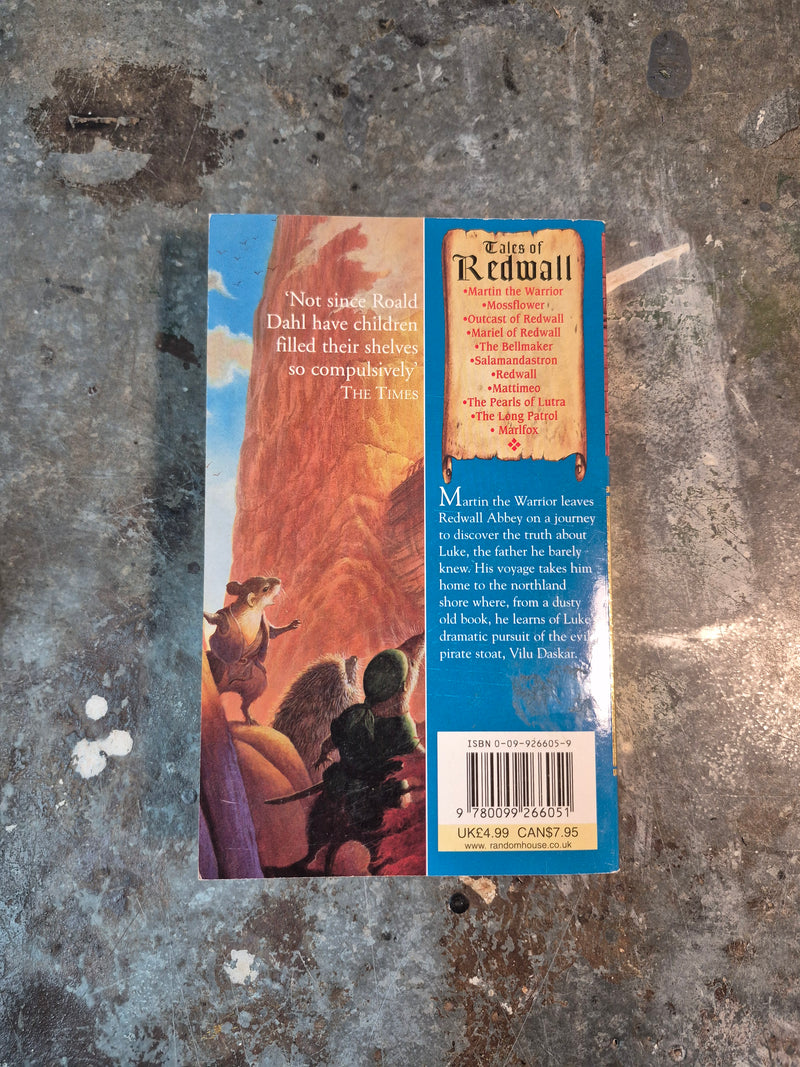 ‘Not since Roald
Dahl have children
filled their shelves
so compulsively’
THE TIMES
Tales of
Redwall
•Martin the Warrior
•Mossflower
•Outcast of Redwall
•Mariel of Redwall
•The Bellmaker
•Salamandastron
•Redwall
•Mattimeo
•The Pearls of Lutra
•The Long Patrol
• Marlfox
Martin the Warrior leaves
Redwall Abbey on a journey
to discover the truth about
Luke, the father he barely
knew. His voyage takes him
home to the northland
shore where, from a dusty
old book, he learns of Luke
dramatic pursuit of the evil
pirate stoat, Vilu Daskar.
ISBN 0-09-926605-9
9 780099 266051
UK£4.99 CAN$7.95
www. randomhouse.co.uk